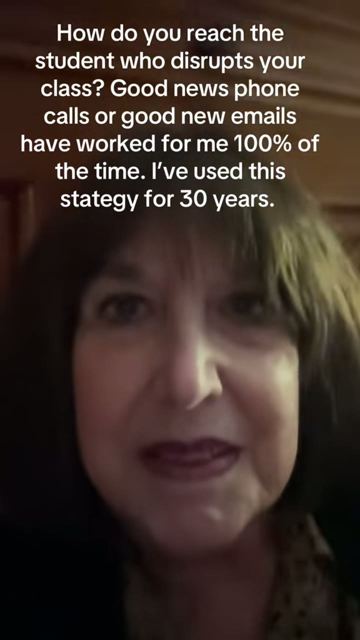 How do you reach the
student who disrupts your
class? Good news phone
calls or good new emails
have worked for me 100% of
the time. I've used this
stategy for 30 years.